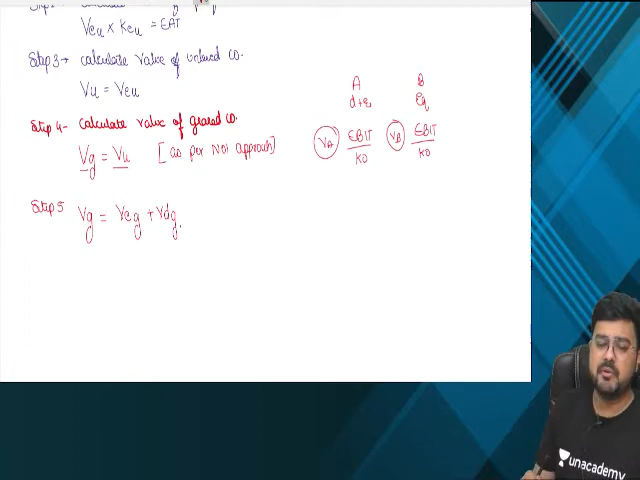 Veu x Keu = EAT
Step 3 → calculate value of unlevered co.
Vu = Veu
Step 4 - calculate value of geared co.
Vg = Vu [as per NOI approach]
Step 5 Vg = Veg + Vdg.
A B
d+eq Eq
VA EBIT VB EBIT
KO KO
unacademy